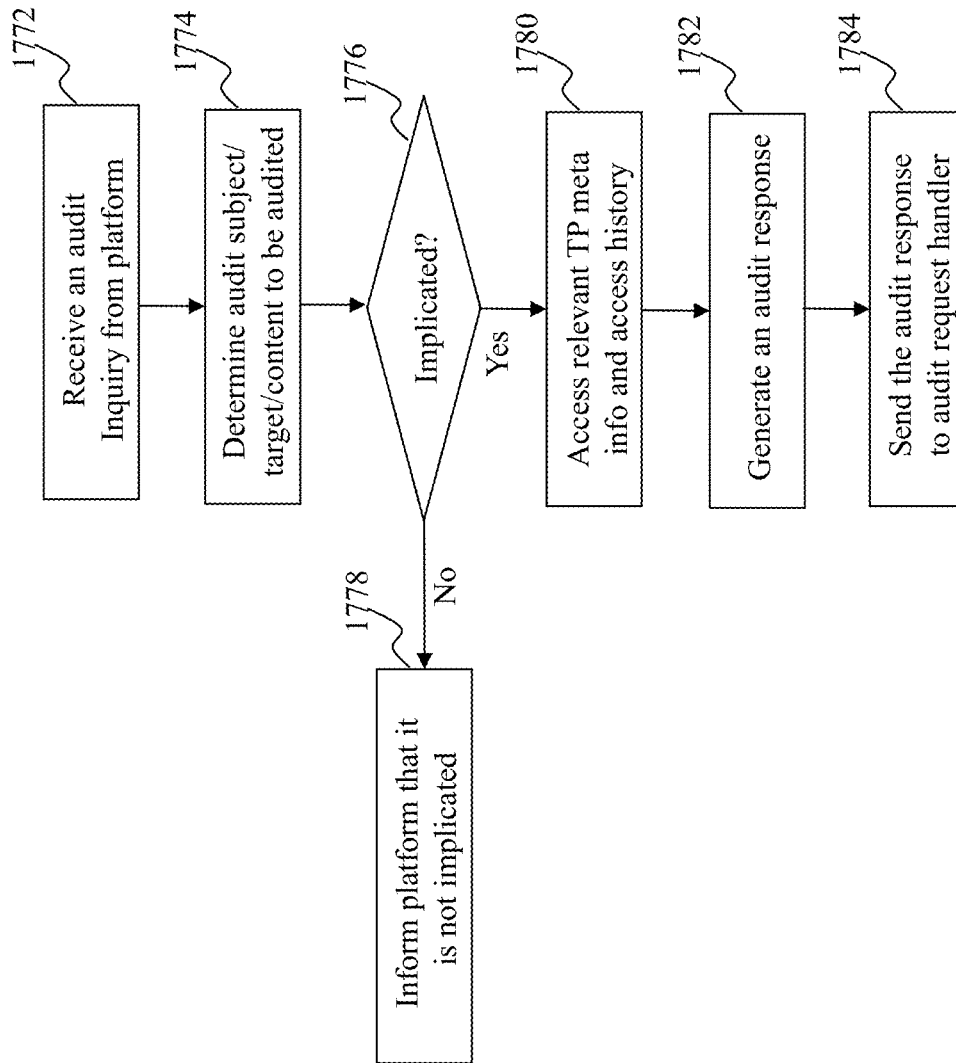 1772
Receive an audit
Inquiry from platform
1774
Determine audit subject/
target/content to be audited
1776
Implicated?
No
Yes
1778
Inform platform that it
is not implicated
1780
Access relevant TP meta
info and access history
1782
Generate an audit response
1784
Send the audit response
to audit request handler